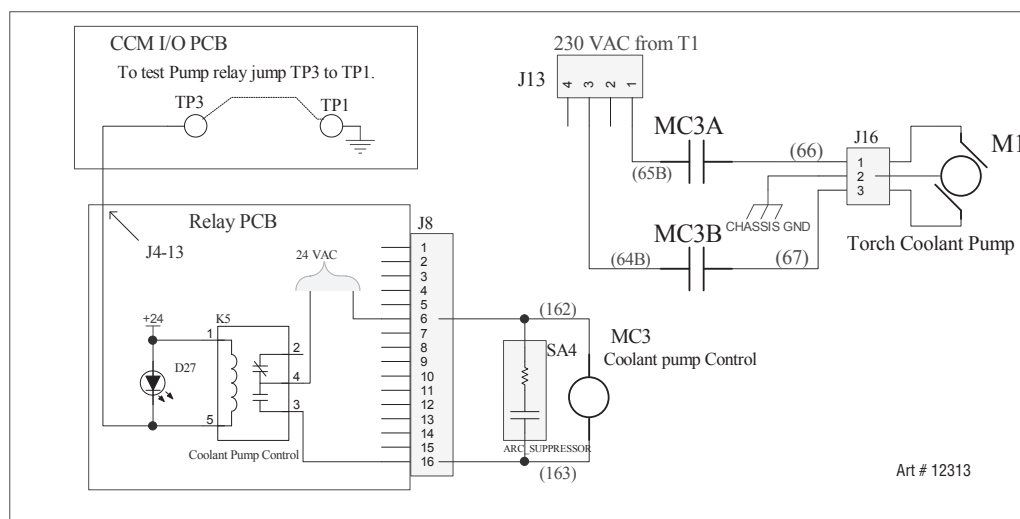 CCM I/O PCB
To test Pump relay jump TP3 to TP1.
TP3
TP1
230 VAC from T1
J13
4
3
2
1
MC3A
(65B)
(66)
J16
1
2
3
M1
CHASSIS GND
MC3B
(64B)
(67)
Torch Coolant Pump
Relay PCB
J4-13
J8
24 VAC
1
2
3
4
5
6
7
8
9
10
11
12
13
14
15
16
+24
D27
K5
1
5
2
4
3
Coolant Pump Control
(162)
SA4
ARC_SUPPRESSOR
(163)
MC3
Coolant pump Control
Art # 12313